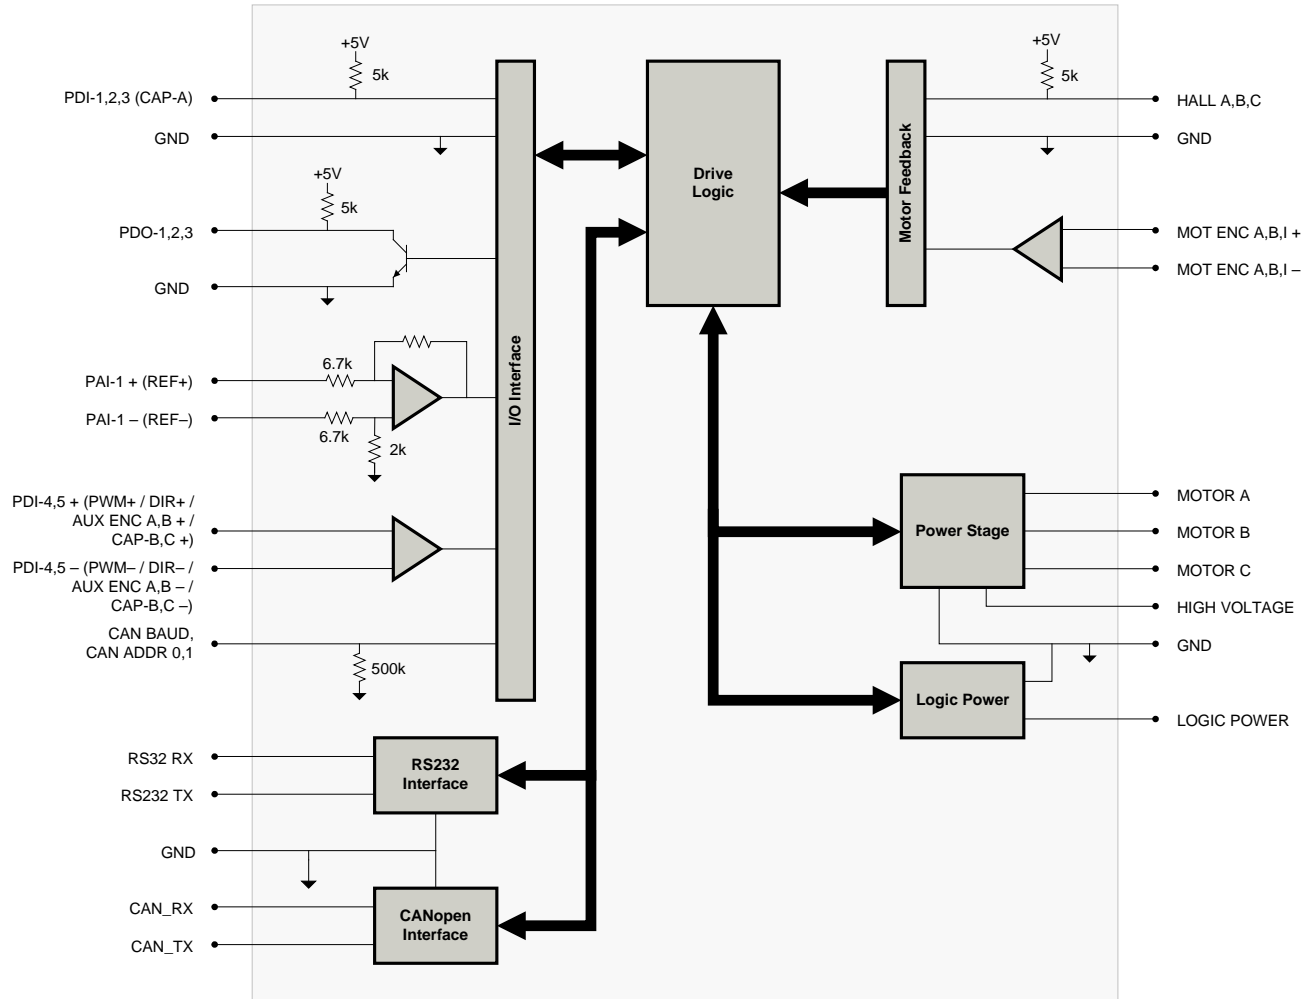 +5V
5k
PDI-1,2,3 (CAP-A)
GND
+5V
5k
PDO-1,2,3
GND
6.7k
PAI-1 + (REF+)
PAI-1 – (REF–)
6.7k
2k
PDI-4,5 + (PWM+ / DIR+ /
AUX ENC A,B + /
CAP-B,C +)
PDI-4,5 – (PWM– / DIR– /
AUX ENC A,B – /
CAP-B,C –)
CAN BAUD,
CAN ADDR 0,1
500k
I/O Interface
RS32 RX
RS232 TX
RS232
Interface
GND
CAN_RX
CAN_TX
CANopen
Interface
Drive
Logic
Motor Feedback
+5V
5k
HALL A,B,C
GND
MOT ENC A,B,I +
MOT ENC A,B,I –
Power Stage
MOTOR A
MOTOR B
MOTOR C
HIGH VOLTAGE
GND
Logic Power
LOGIC POWER